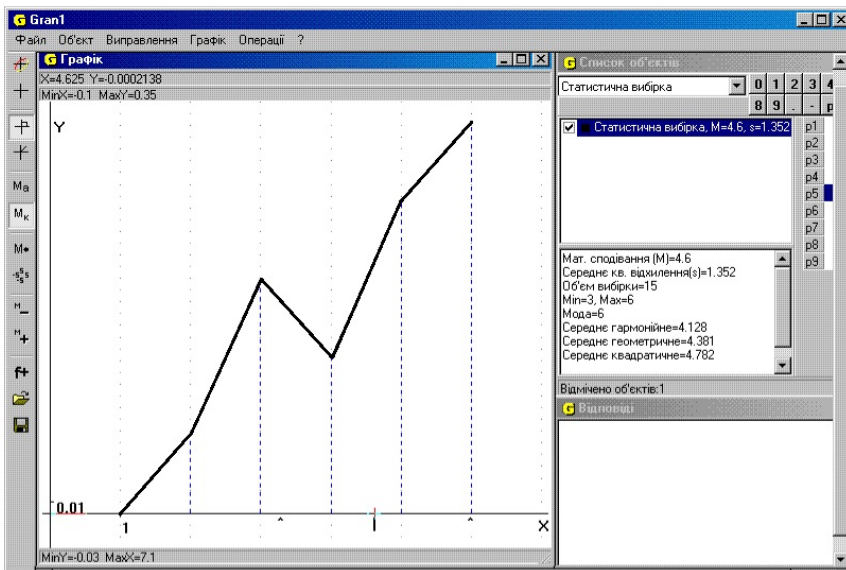 Gran1
Файл Об'єкт Виправлення Графік Операції ?
Графік
X=4.625 Y=-0.0002138
MinX=-0.1 MaxY=0.35
Y
0.01
1
X
MinY=-0.03 MaxX=7.1
Mа
Mк
M
M
M
f+
Список об'єктів
Статистична вибірка
0 1 2 3 4
8 9 . - p
Статистична вибірка, M=4.6, s=1.352
p1
p2
p3
p4
p5
p6
p7
p8
p9
Мат. сподівання (M)=4.6
Середнє кв. відхилення(s)=1.352
Об'єм вибірки=15
Min=3, Max=6
Мода=6
Середнє гармонійне=4.128
Середнє геометричне=4.381
Середнє квадратичне=4.782
Відмічено об'єктів:1
Відповіді